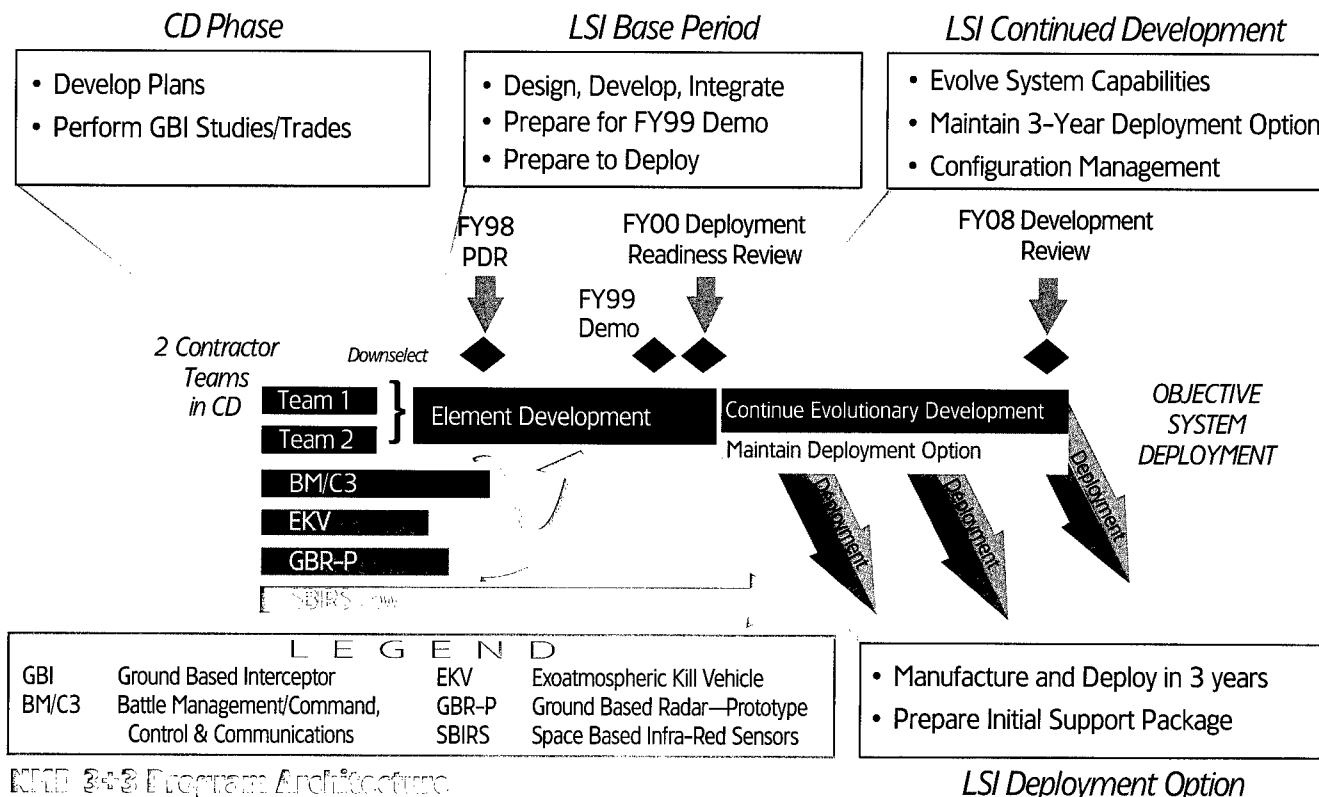 CD Phase
• Develop Plans
• Perform GBI Studies/Trades
LSI Base Period
• Design, Develop, Integrate
• Prepare for FY99 Demo
• Prepare to Deploy
LSI Continued Development
• Evolve System Capabilities
• Maintain 3-Year Deployment Option
• Configuration Management
FY98
PDR
FY99
Demo
FY00 Deployment
Readiness Review
FY08 Development
Review
2 Contractor
Teams
in CD
Downselect
Team 1
Team 2
}
Element Development
Continue Evolutionary Development
Maintain Deployment Option
OBJECTIVE
SYSTEM
DEPLOYMENT
BM/C3
EKV
GBR-P
SBIRS Low
Deployment
Deployment
Deployment
LEGEND
GBI Ground Based Interceptor
BM/C3 Battle Management/Command,
Control & Communications
EKV Exoatmospheric Kill Vehicle
GBR-P Ground Based Radar—Prototype
SBIRS Space Based Infra-Red Sensors
• Manufacture and Deploy in 3 years
• Prepare Initial Support Package
LSI Deployment Option
NMD 3+3 Program Architecture